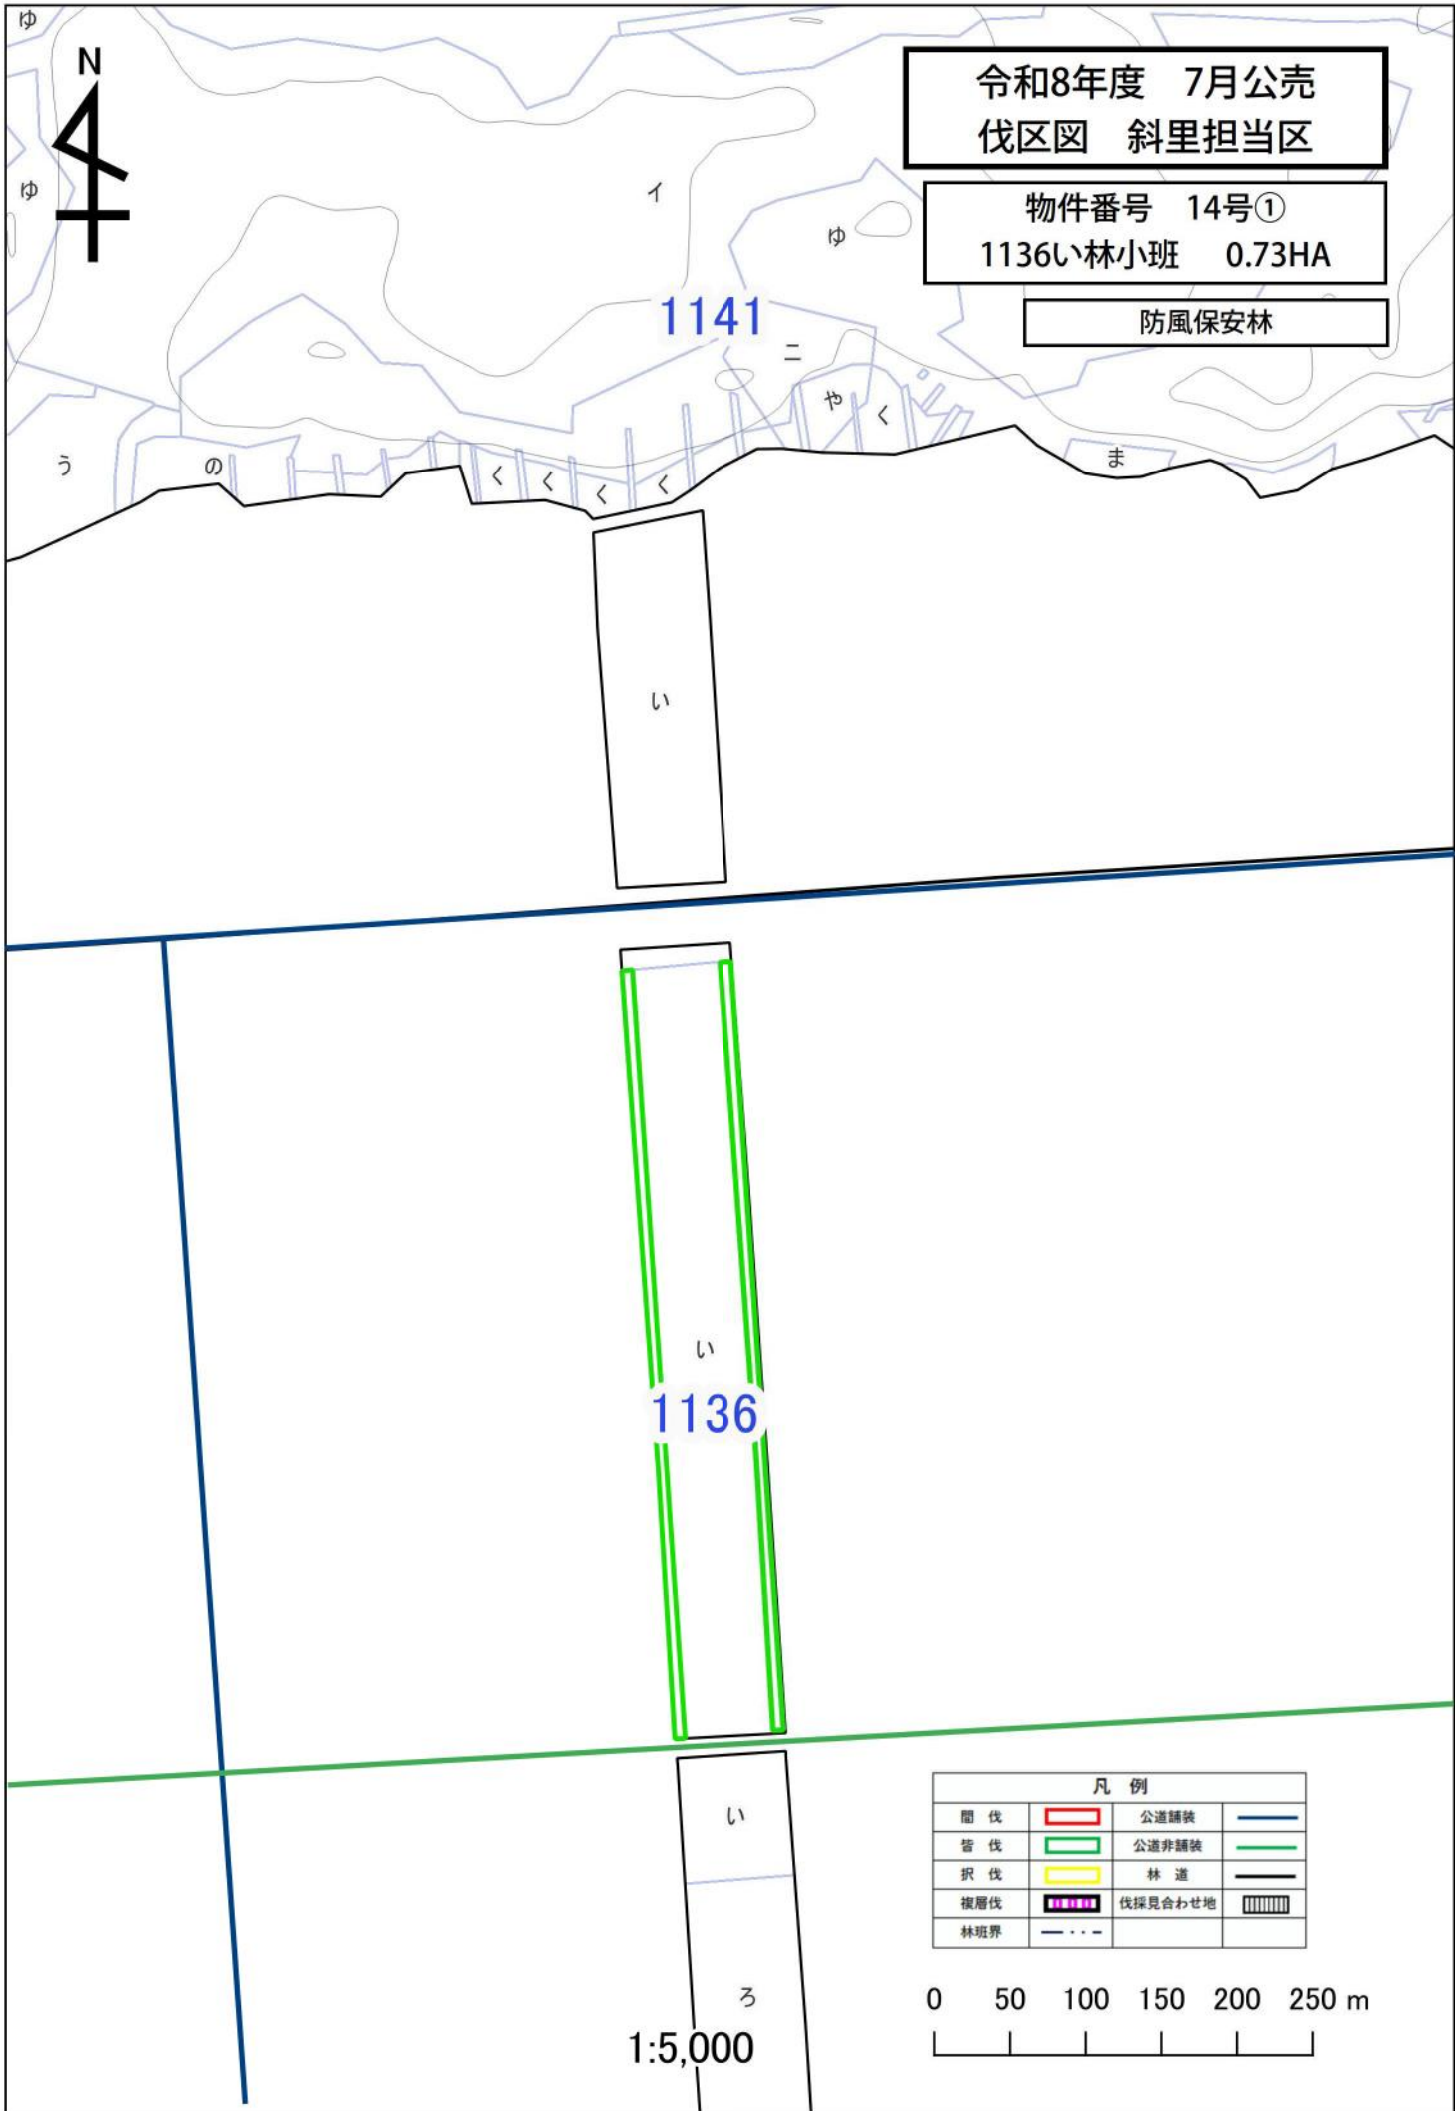 ゆ
N
令和8年度　7月公売
伐区図　斜里担当区
ゆ
イ
物件番号　14号①
ゆ
1136い林小班　0.73HA
1141
防風保安林
ニ
や
く
う
の
く
く
く
く
ま
い
い
1136
い
凡 例
間 伐 公道舗装
皆 伐 公道非舗装
択 伐 林 道
複層伐 伐採見合わせ地
林班界
ろ
0 50 100 150 200 250 m
1:5,000